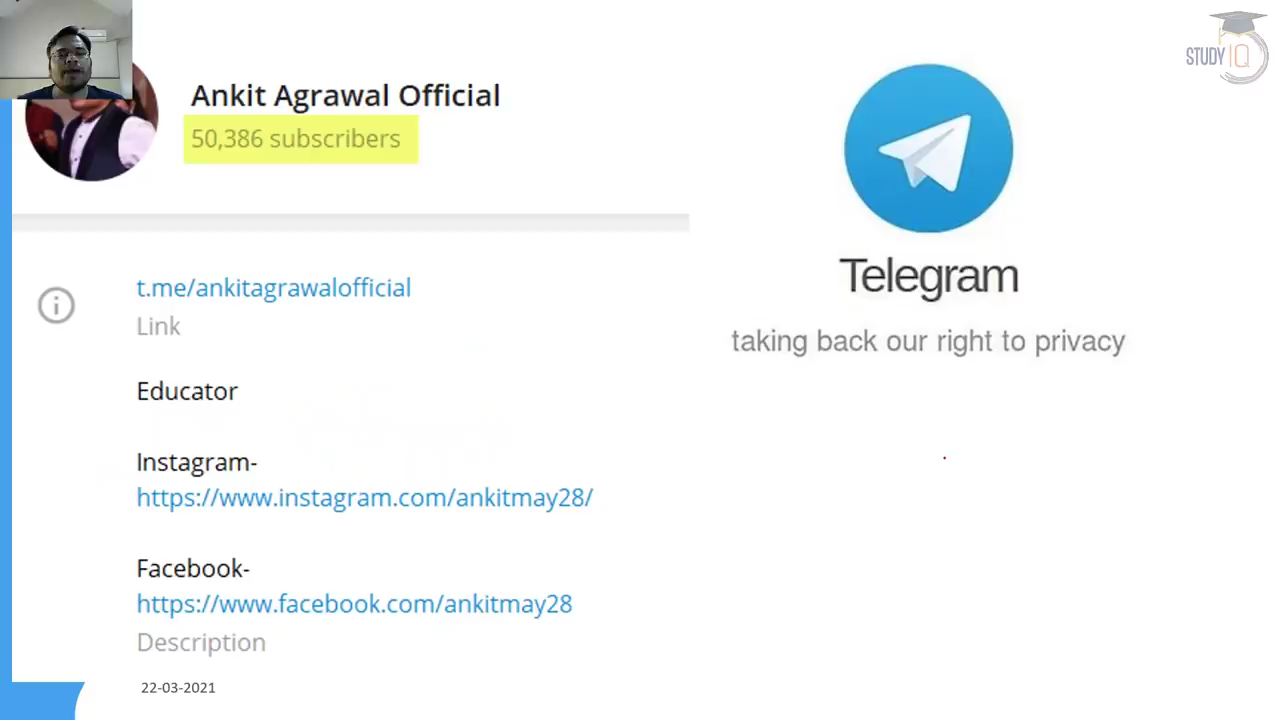 STUDY IQ
Ankit Agrawal Official
50,386 subscribers
t.me/ankitagrawalofficial
Link
Educator
Instagram-
https://www.instagram.com/ankitmay28/
Facebook-
https://www.facebook.com/ankitmay28
Description
Telegram
taking back our right to privacy
22-03-2021